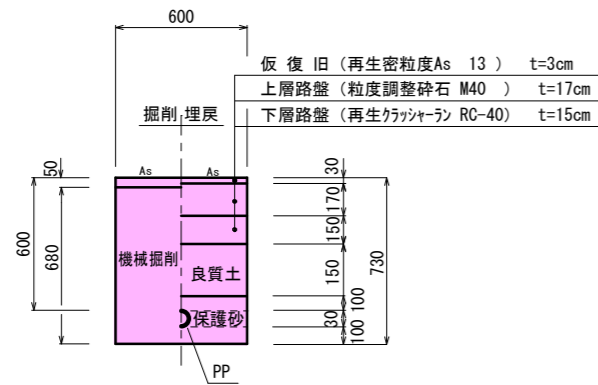 600
仮 復 旧 (再生密粒度As 13 ) t=3cm
上層路盤 (粒度調整砕石 M40 ) t=17cm
下層路盤 (再生クラッシャーラン RC-40) t=15cm
掘削 埋戻
As As
50
600
680
機械掘削
良質土
保護砂
PP
30
170
150
150
100
30
100
730